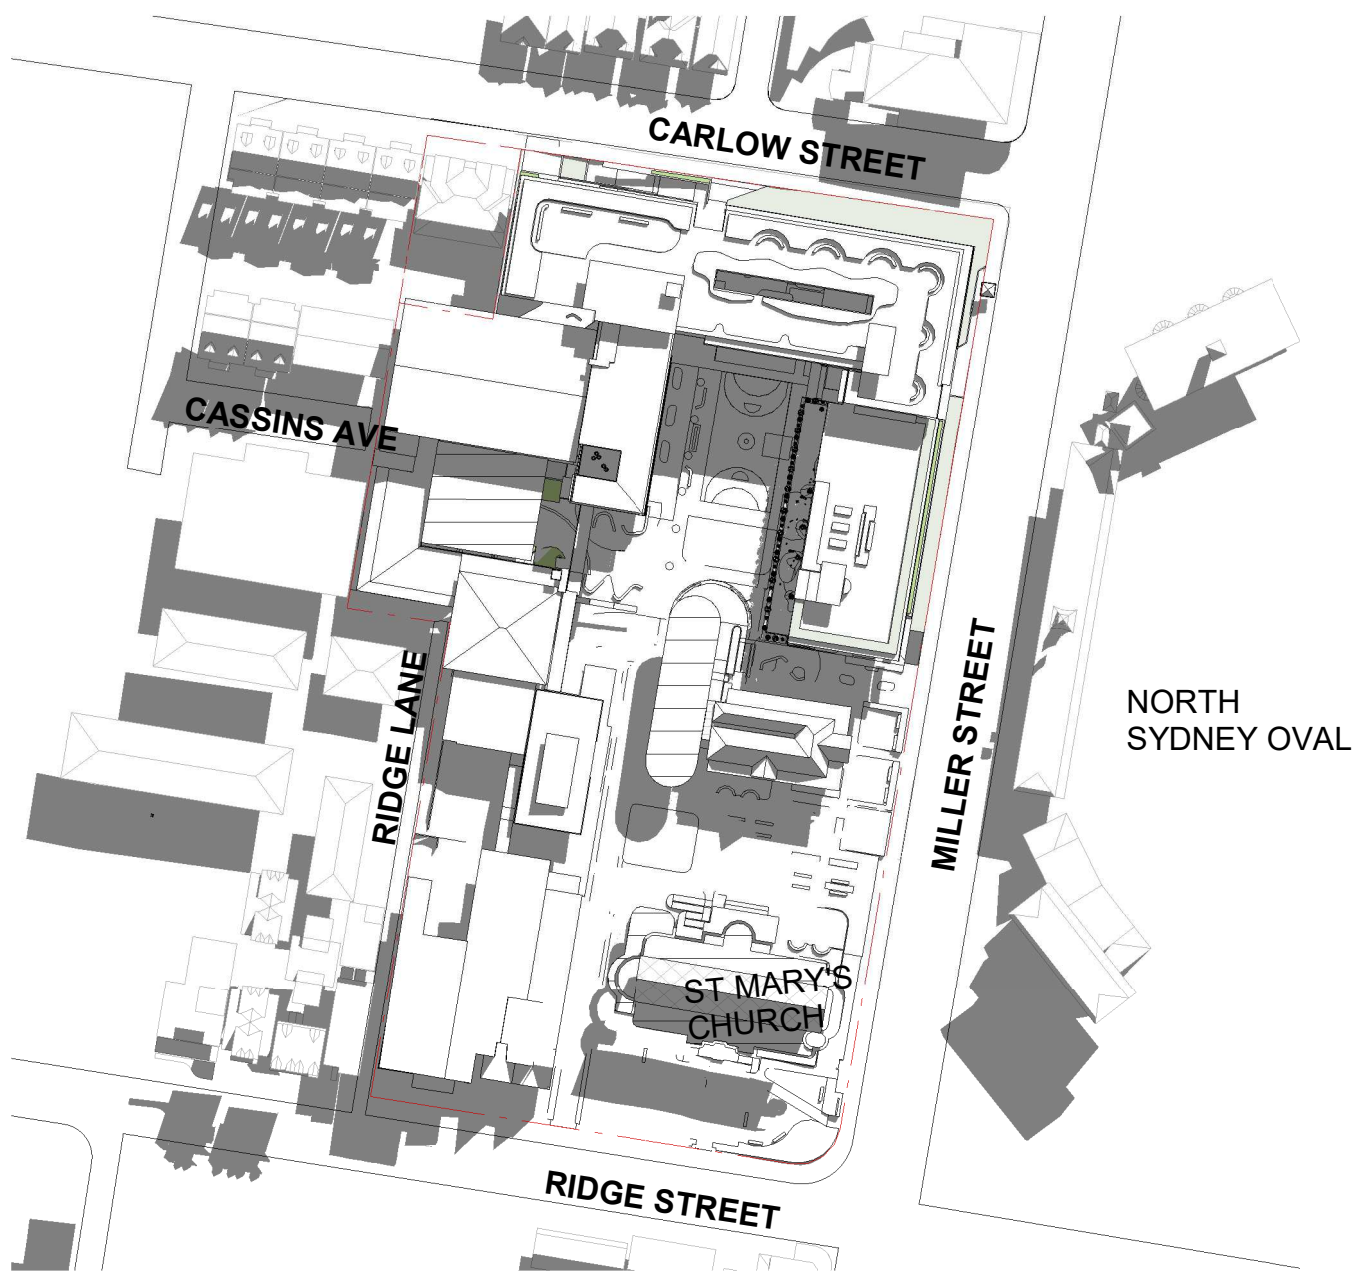 CARLOW STREET
CASSINS AVE
RIDGE LANE
MILLER STREET
NORTH
SYDNEY OVAL
ST MARY'S
CHURCH
RIDGE STREET